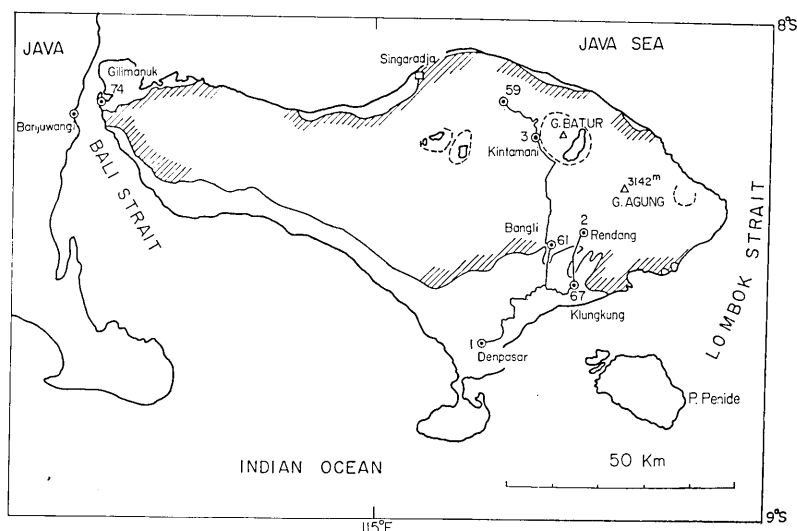 8°S
JAVA
JAVA SEA
Singaradja
Gilimanuk
74
59
Banjuwangi
G. BATUR
3
Kintamani
BALI STRAIT
3142m
G. AGUNG
LOMBOK STRAIT
2
Bangli
61
Rendang
67
Klungkung
1
Denpasar
P. Penide
INDIAN OCEAN
50 Km
115°E
9°S